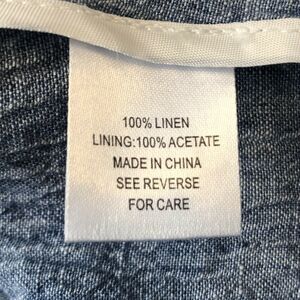 100% LINEN
LINING:100% ACETATE
MADE IN CHINA
SEE REVERSE
FOR CARE